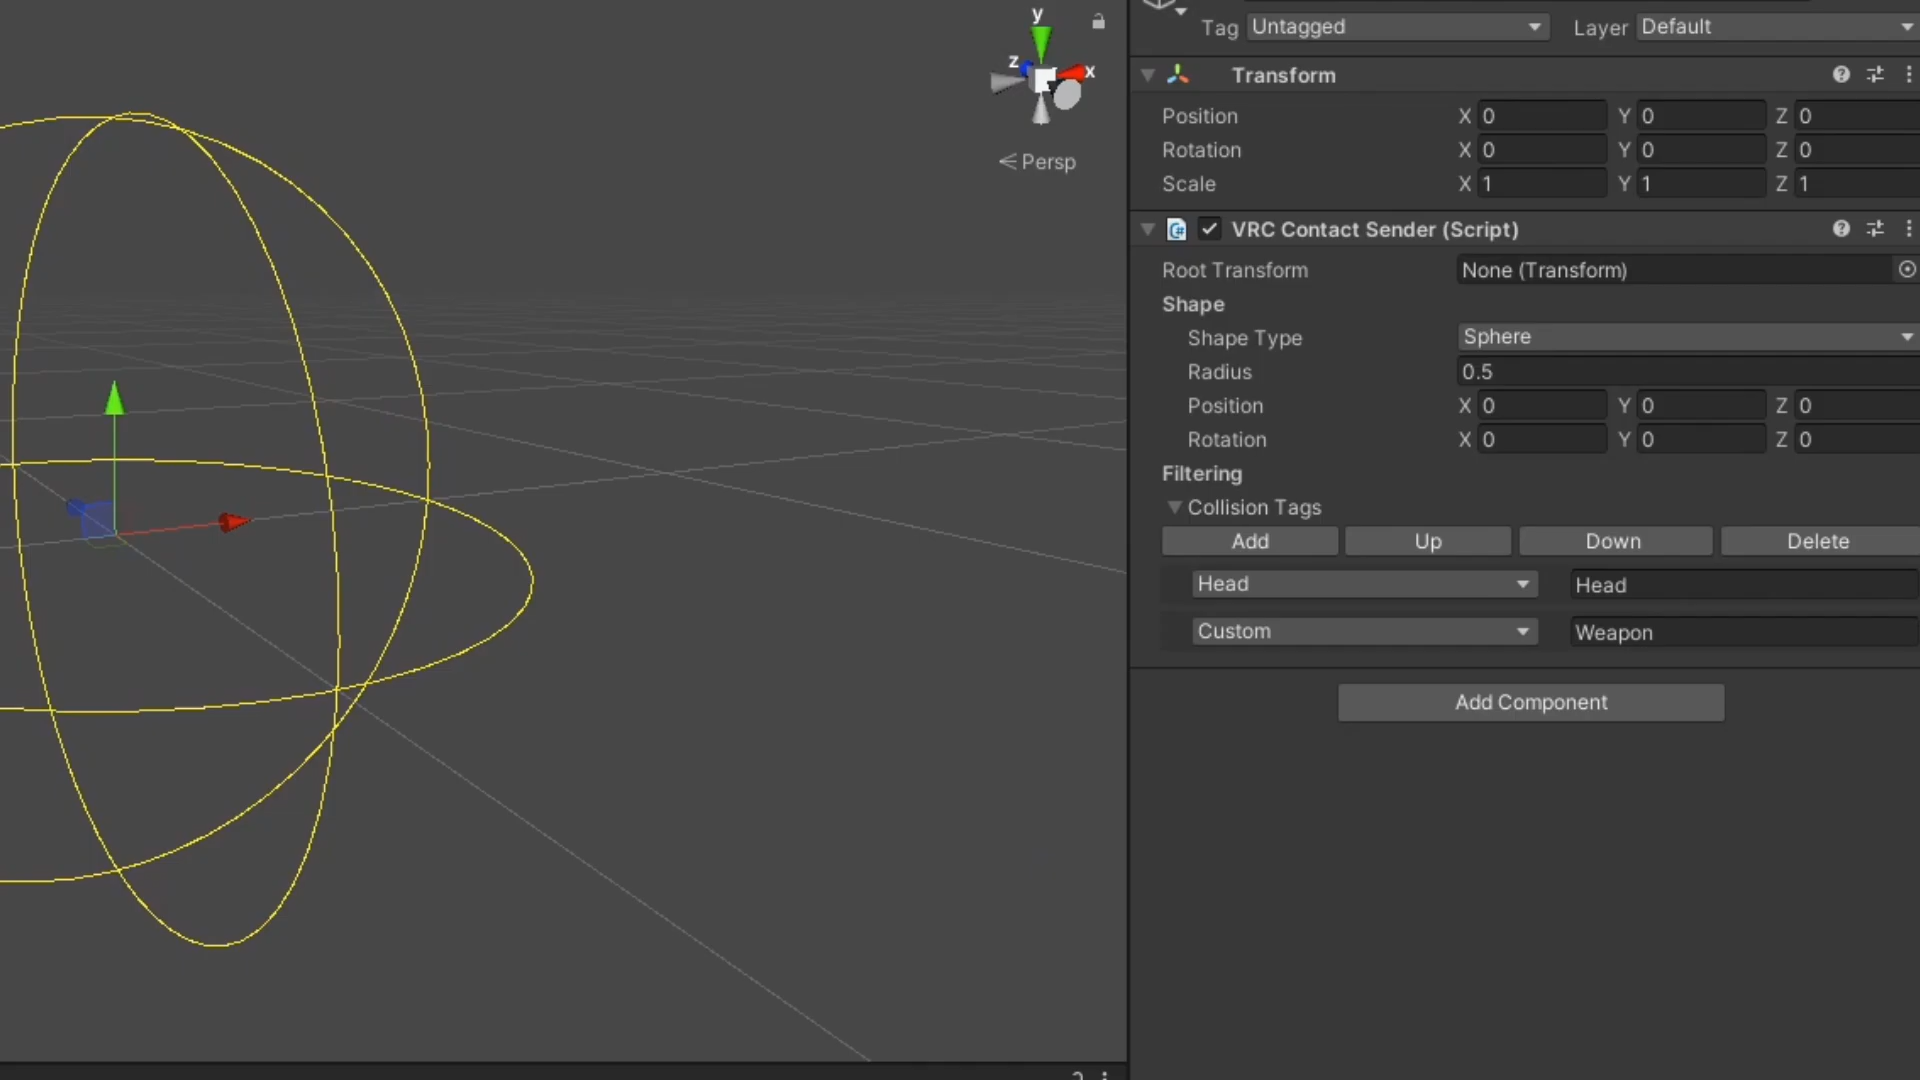 y
z
x
< Persp
Tag Untagged Layer Default
Transform
Position X 0 Y 0 Z 0
Rotation X 0 Y 0 Z 0
Scale X 1 Y 1 Z 1
VRC Contact Sender (Script)
Root Transform None (Transform)
Shape
Shape Type Sphere
Radius 0.5
Position X 0 Y 0 Z 0
Rotation X 0 Y 0 Z 0
Filtering
Collision Tags
Add Up Down Delete
Head Head
Custom Weapon
Add Component